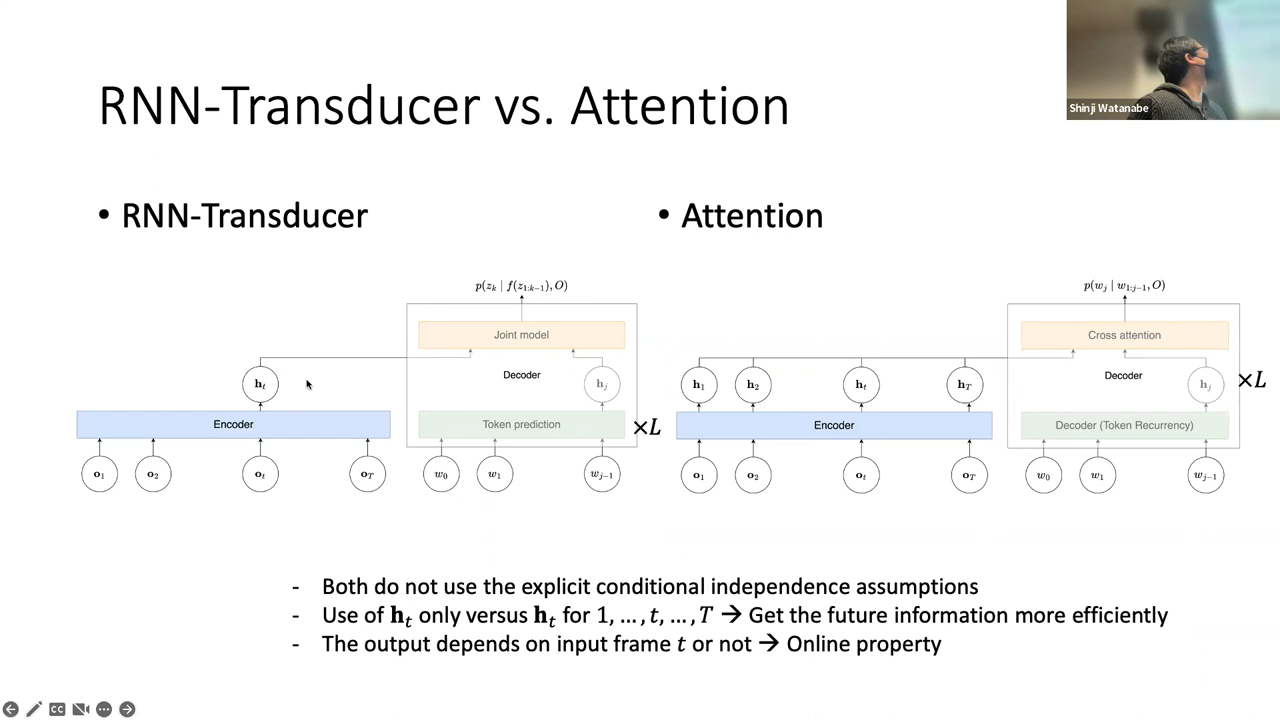 RNN-Transducer vs. Attention
Shinji Watanabe
• RNN-Transducer
p(z_k | f(z_{1:k−1}), O)
Joint model
Decoder
h_t
h_j
Encoder
Token prediction
×L
o_1 o_2 o_t o_T w_0 w_1 w_{j−1}
• Attention
p(w_j | w_{1:j−1}, O)
Cross attention
Decoder
h_1 h_2 h_t h_T
h_j
×L
Encoder
Decoder (Token Recurrency)
o_1 o_2 o_t o_T w_0 w_1 w_{j−1}
- Both do not use the explicit conditional independence assumptions
- Use of h_t only versus h_t for 1, …, t, …, T → Get the future information more efficiently
- The output depends on input frame t or not → Online property
CC